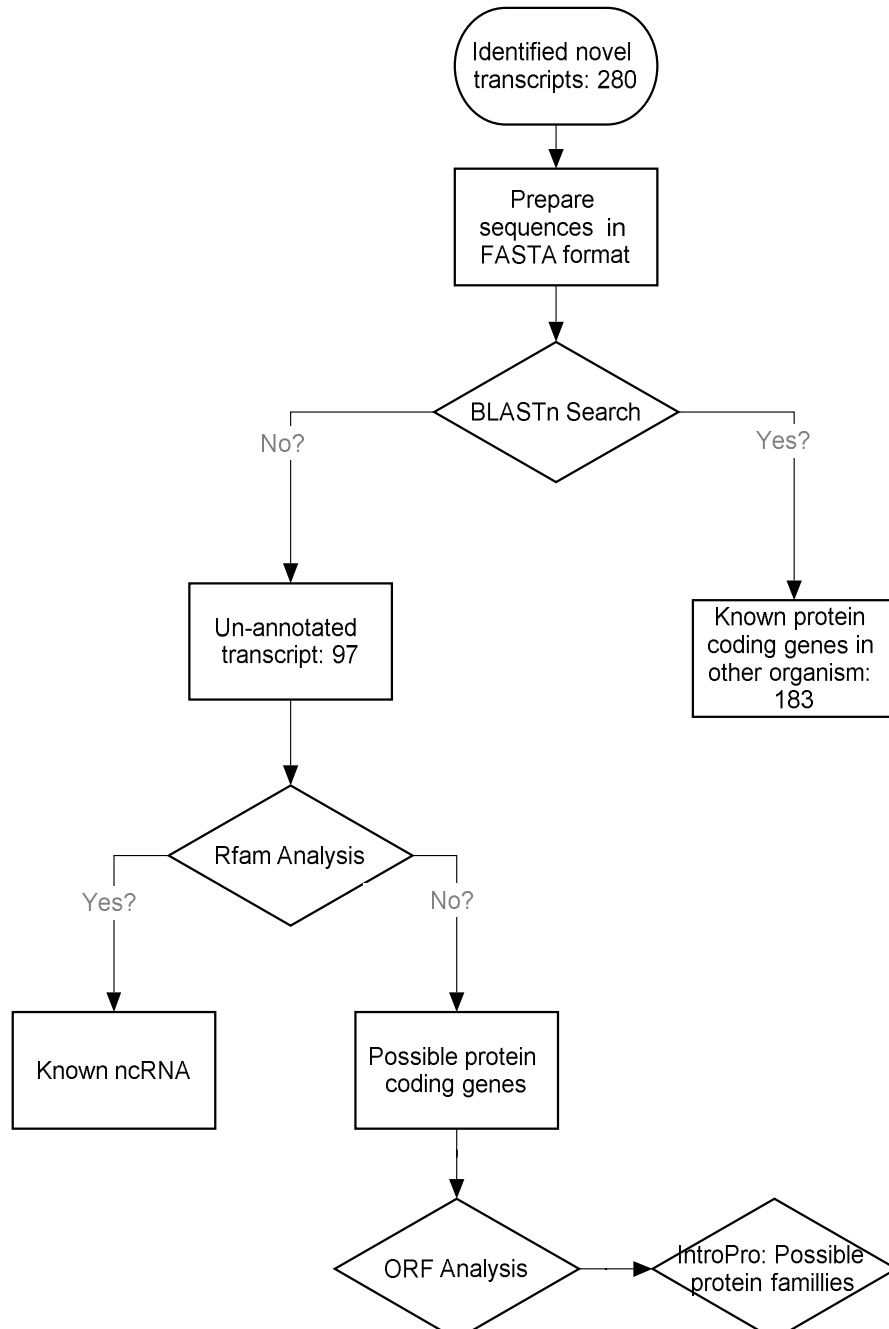 Identified novel
transcripts: 280
Prepare
sequences in
FASTA format
BLASTn Search
No?
Yes?
Un-annotated
transcript: 97
Known protein
coding genes in
other organism:
183
Rfam Analysis
Yes?
No?
Known ncRNA
Possible protein
coding genes
ORF Analysis
IntroPro: Possible
protein famillies